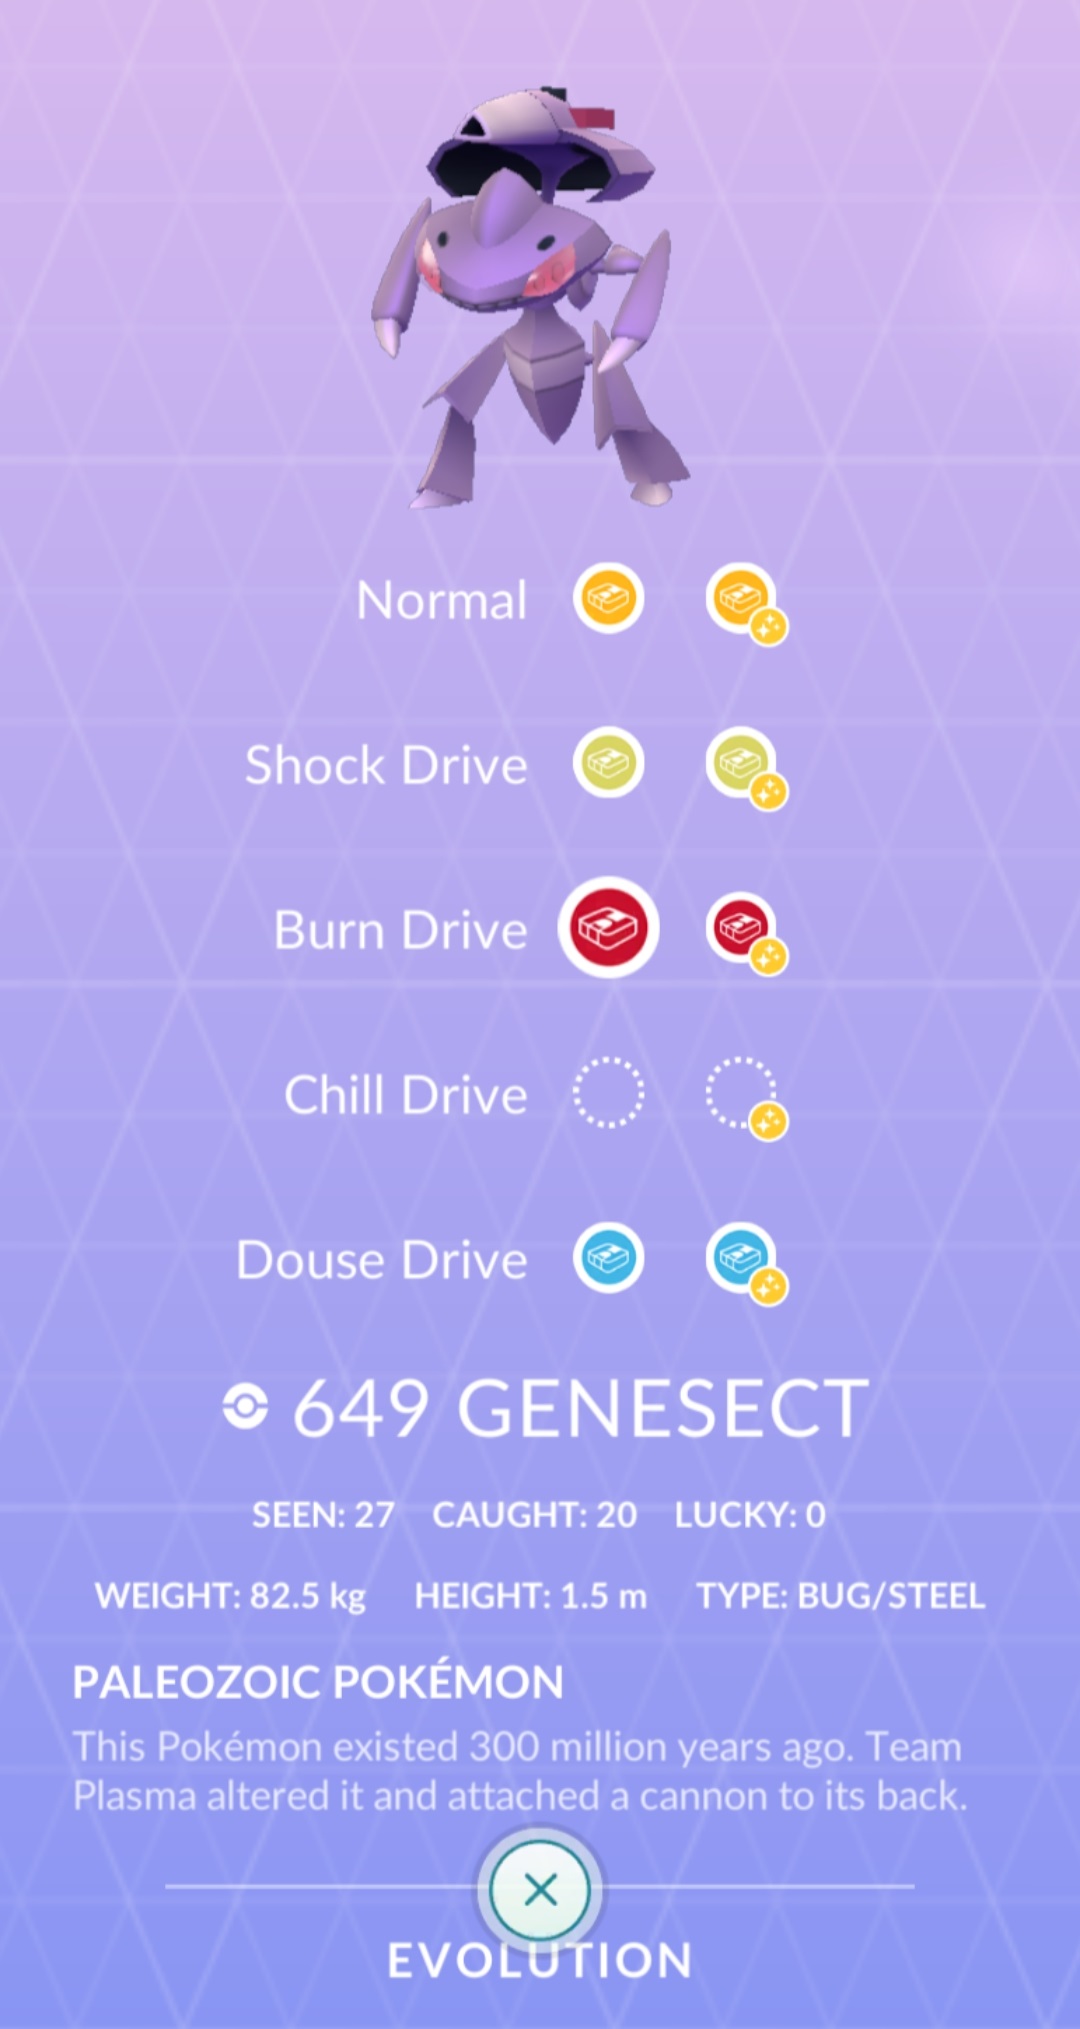 Normal
Shock Drive
Burn Drive
Chill Drive
Douse Drive
649 GENESECT
SEEN: 27 CAUGHT: 20 LUCKY: 0
WEIGHT: 82.5 kg HEIGHT: 1.5 m TYPE: BUG/STEEL
PALEOZOIC POKÉMON
This Pokémon existed 300 million years ago. Team
Plasma altered it and attached a cannon to its back.
EVOLUTION